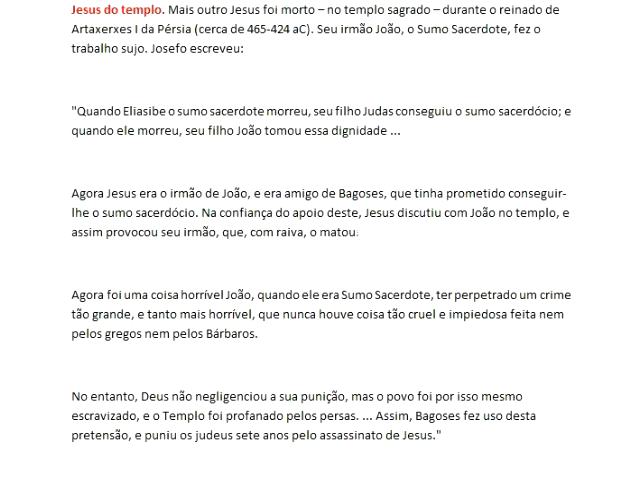 Jesus do templo. Mais outro Jesus foi morto – no templo sagrado – durante o reinado de
Artaxerxes I da Pérsia (cerca de 465-424 aC). Seu irmão João, o Sumo Sacerdote, fez o
trabalho sujo. Josefo escreveu:
"Quando Eliasibe o sumo sacerdote morreu, seu filho Judas conseguiu o sumo sacerdócio; e
quando ele morreu, seu filho João tomou essa dignidade ...
Agora Jesus era o irmão de João, e era amigo de Bagoses, que tinha prometido conseguir-
lhe o sumo sacerdócio. Na confiança do apoio deste, Jesus discutiu com João no templo, e
assim provocou seu irmão, que, com raiva, o matou.
Agora foi uma coisa horrível João, quando ele era Sumo Sacerdote, ter perpetrado um crime
tão grande, e tanto mais horrível, que nunca houve coisa tão cruel e impiedosa feita nem
pelos gregos nem pelos Bárbaros.
No entanto, Deus não negligenciou a sua punição, mas o povo foi por isso mesmo
escravizado, e o Templo foi profanado pelos persas. ... Assim, Bagoses fez uso desta
pretensão, e puniu os judeus sete anos pelo assassinato de Jesus."